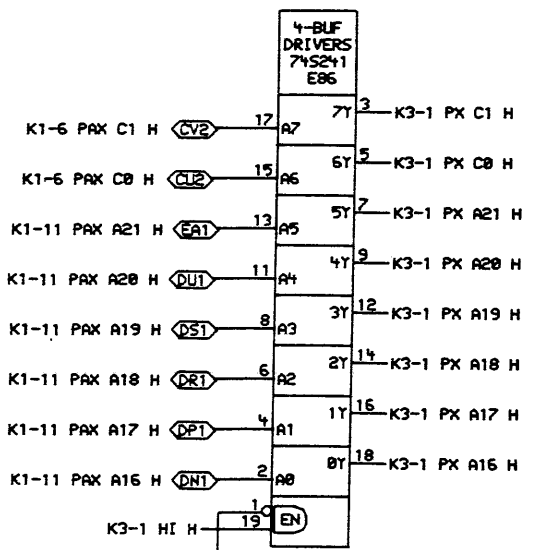 4-BUF
DRIVERS
74S241
E86
K1-6 PAX C1 H CV2 17 A7 7Y 3 K3-1 PX C1 H
K1-6 PAX C0 H CU2 15 A6 6Y 5 K3-1 PX C0 H
K1-11 PAX A21 H EA1 13 A5 5Y 7 K3-1 PX A21 H
K1-11 PAX A20 H DU1 11 A4 4Y 9 K3-1 PX A20 H
K1-11 PAX A19 H DS1 8 A3 3Y 12 K3-1 PX A19 H
K1-11 PAX A18 H DR1 6 A2 2Y 14 K3-1 PX A18 H
K1-11 PAX A17 H DP1 4 A1 1Y 16 K3-1 PX A17 H
K1-11 PAX A16 H DN1 2 A0 0Y 18 K3-1 PX A16 H
1
K3-1 HI H 19 EN